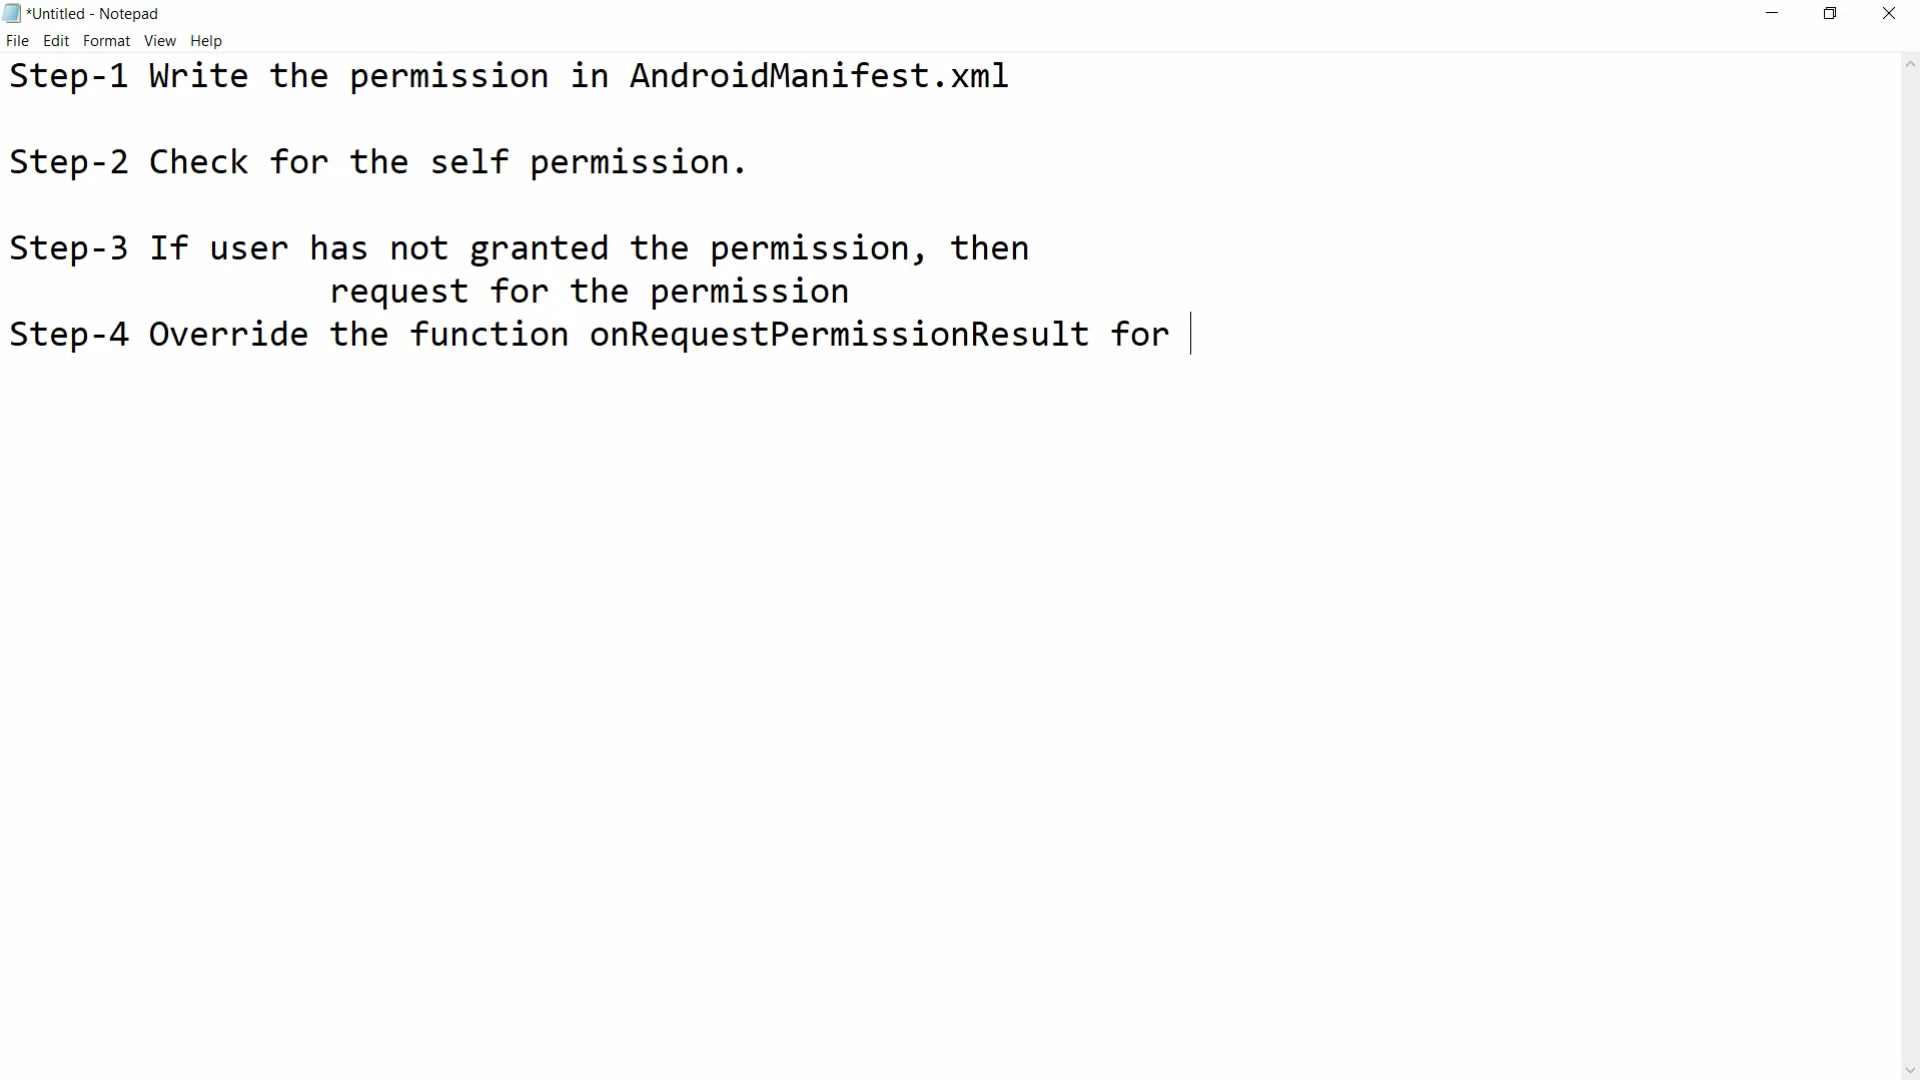 *Untitled - Notepad
File Edit Format View Help
Step-1 Write the permission in AndroidManifest.xml
Step-2 Check for the self permission.
Step-3 If user has not granted the permission, then
request for the permission
Step-4 Override the function onRequestPermissionResult for